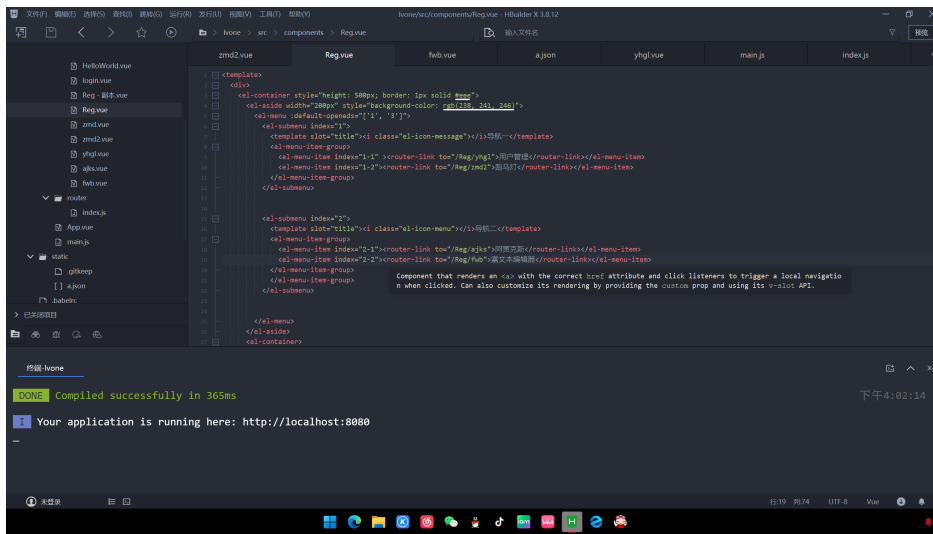 文件(F) 编辑(E) 选择(S) 查找(I) 跳转(G) 运行(R) 发行(U) 视图(V) 工具(T) 帮助(Y)
lvone/src/components/Reg.vue - HBuilder X 3.8.12
lvone > src > components > Reg.vue
输入文件名
预览
HelloWorld.vue
login.vue
Reg - 副本.vue
Reg.vue
zmd.vue
zmd2.vue
yhgl.vue
ajks.vue
fwb.vue
router
index.js
App.vue
main.js
static
.gitkeep
a.json
.babelrc
已关闭项目
zmd2.vue Reg.vue fwb.vue a.json yhgl.vue main.js index.js
<template>
<div>
<el-container style="height: 500px; border: 1px solid #eee">
<el-aside width="200px" style="background-color: rgb(238, 241, 246)">
<el-menu :default-openeds="['1', '3']">
<el-submenu index="1">
<template slot="title"><i class="el-icon-message"></i>导航一</template>
<el-menu-item-group>
<el-menu-item index="1-1" ><router-link to="/Reg/yhgl">用户管理</router-link></el-menu-item>
<el-menu-item index="1-2"><router-link to="/Reg/zmd2">跑马灯</router-link></el-menu-item>
</el-menu-item-group>
</el-submenu>
<el-submenu index="2">
<template slot="title"><i class="el-icon-menu"></i>导航二</template>
<el-menu-item-group>
<el-menu-item index="2-1"><router-link to="/Reg/ajks">阿贾克斯</router-link></el-menu-item>
<el-menu-item index="2-2"><router-link to="/Reg/fwb">富文本编辑器</router-link></el-menu-item>
</el-menu-item-group>
</el-menu-item-group>
</el-submenu>
Component that renders an <a> with the correct href attribute and click listeners to trigger a local navigatio
n when clicked. Can also customize its rendering by providing the custom prop and using its v-slot API.
</el-menu>
</el-aside>
<el-container>
终端-lvone
DONE Compiled successfully in 365ms
下午4:02:14
I Your application is running here: http://localhost:8080
未登录
行:19 列:74 UTF-8 Vue